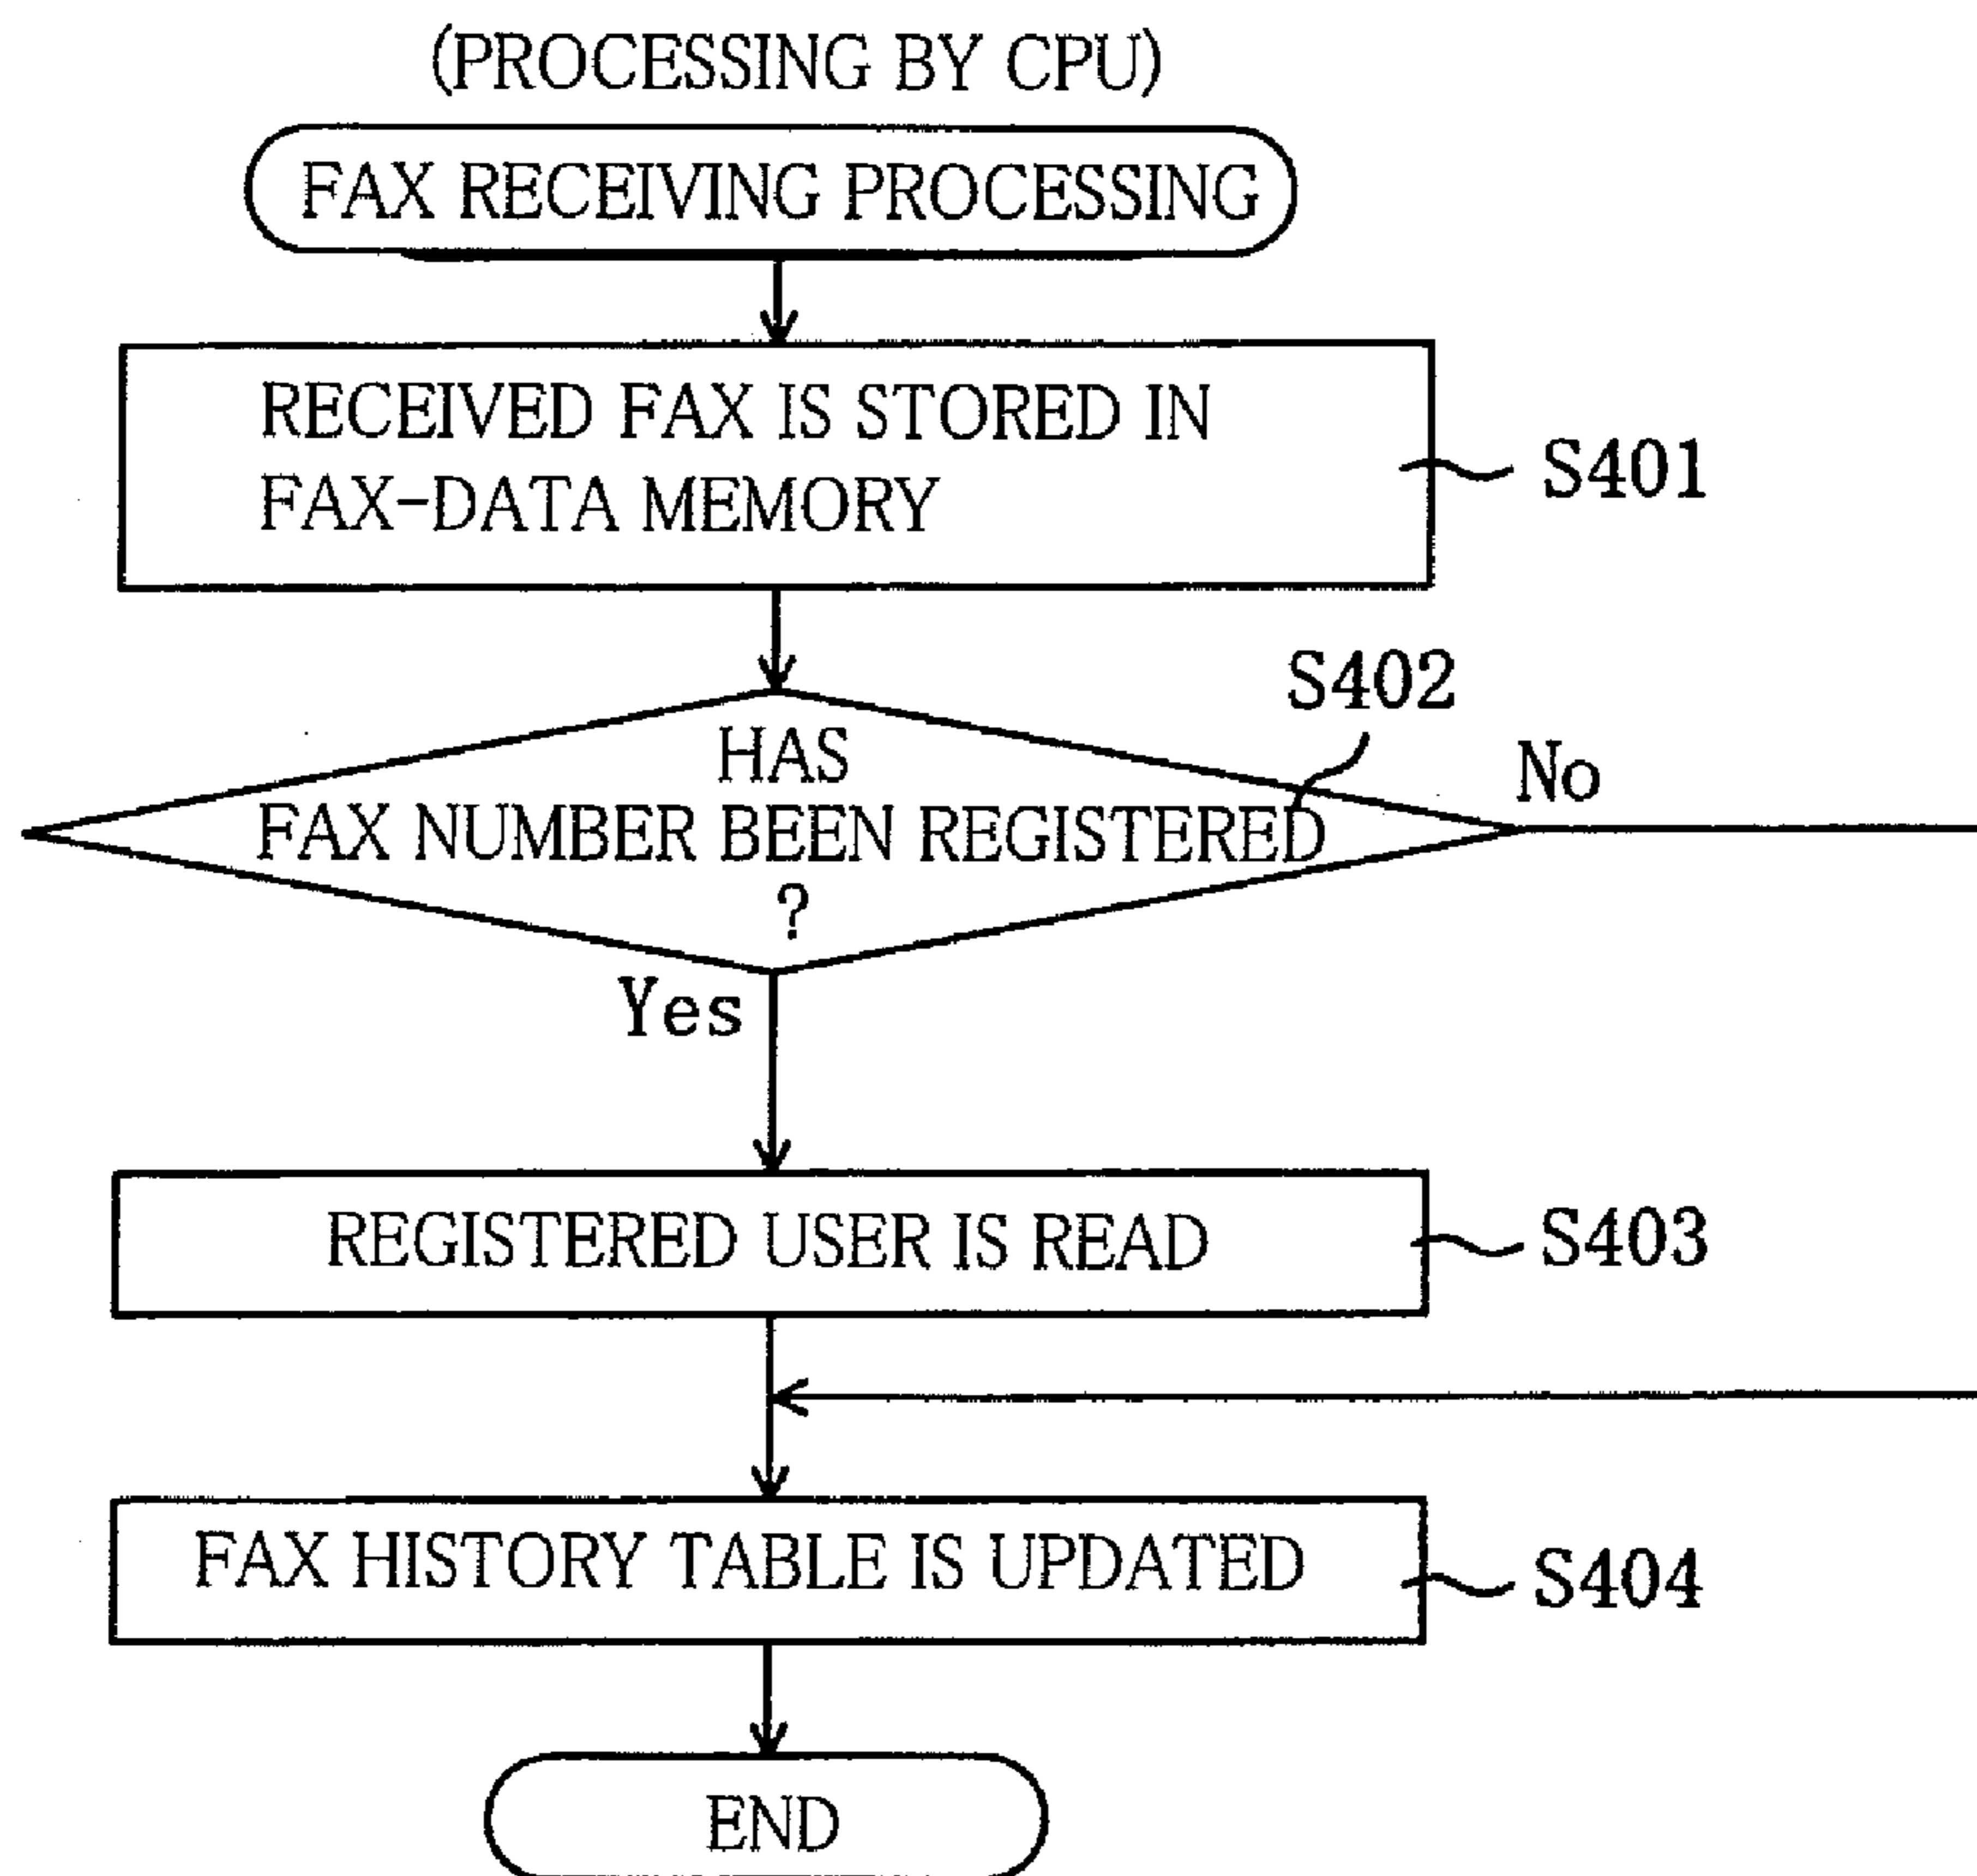 (PROCESSING BY CPU)
FAX RECEIVING PROCESSING
RECEIVED FAX IS STORED IN
FAX-DATA MEMORY
S401
S402
HAS
FAX NUMBER BEEN REGISTERED
?
No
Yes
REGISTERED USER IS READ
S403
FAX HISTORY TABLE IS UPDATED
S404
END